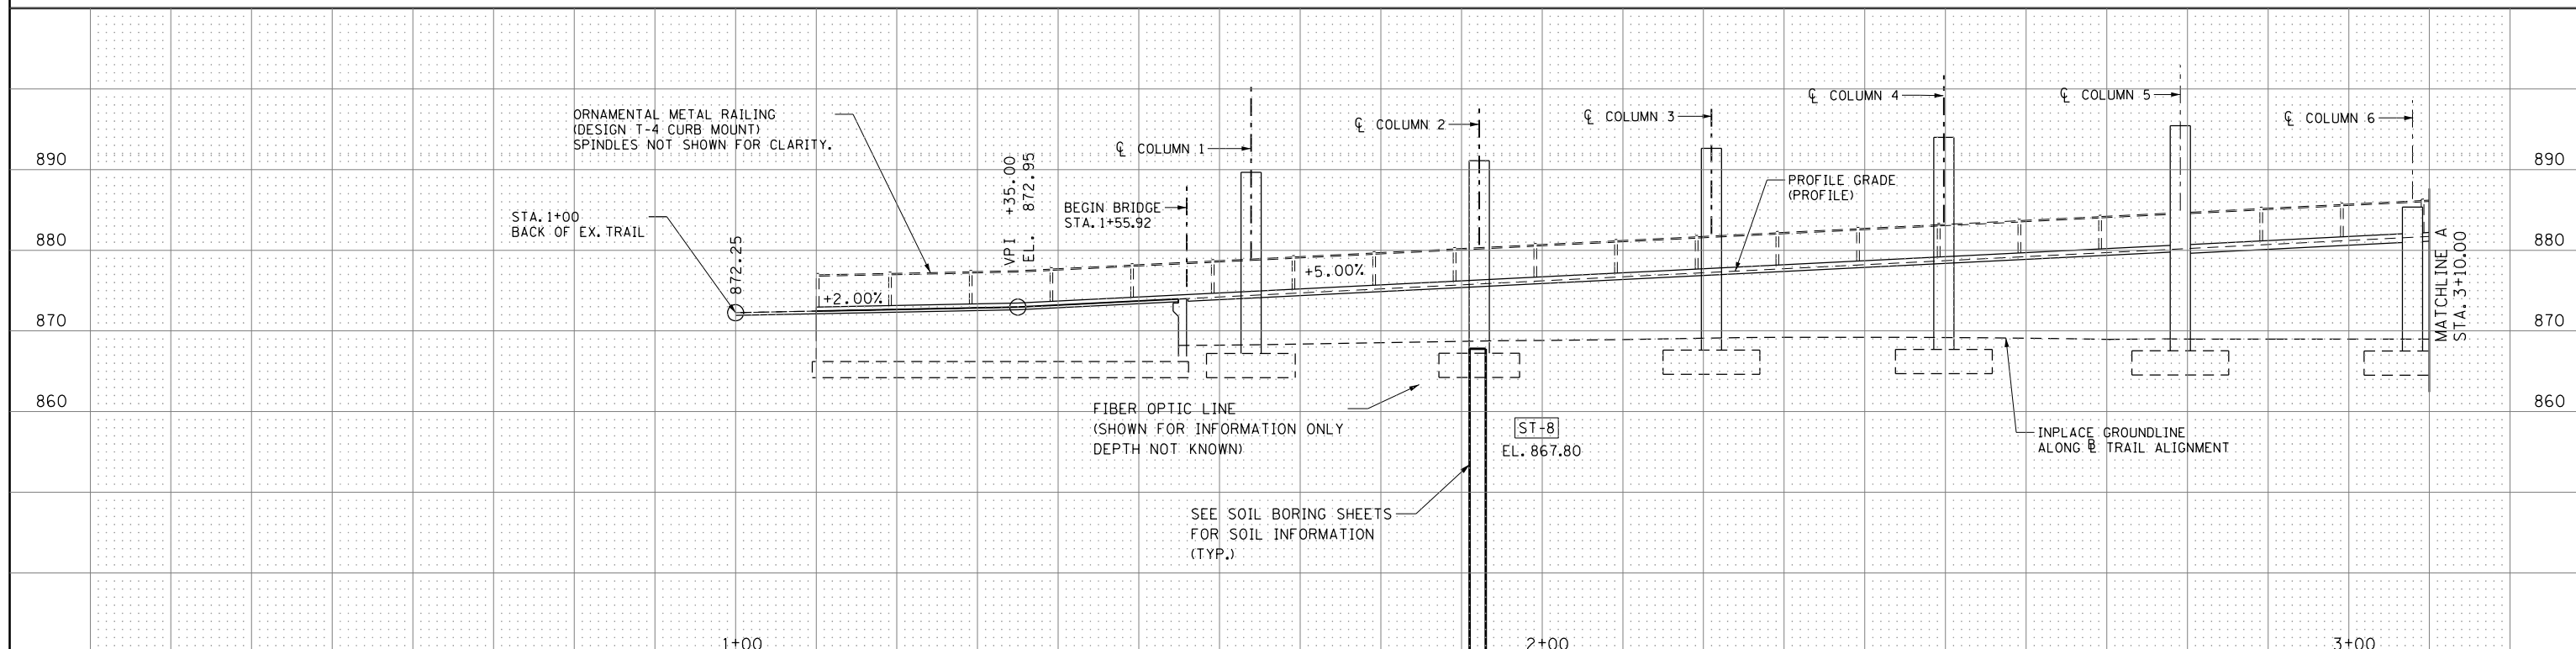 ORNAMENTAL METAL RAILING
(DESIGN T-4 CURB MOUNT)
SPINDLES NOT SHOWN FOR CLARITY.
STA. 1+00
BACK OF EX. TRAIL
872.25
VPI +35.00
EL. 872.95
BEGIN BRIDGE
STA. 1+55.92
℄ COLUMN 1
℄ COLUMN 2
℄ COLUMN 3
℄ COLUMN 4
℄ COLUMN 5
℄ COLUMN 6
PROFILE GRADE
(PROFILE)
+2.00%
+5.00%
MATCHLINE A
STA. 3+10.00
890
880
870
860
890
880
870
860
FIBER OPTIC LINE
(SHOWN FOR INFORMATION ONLY
DEPTH NOT KNOWN)
ST-8
EL. 867.80
INPLACE GROUNDLINE
ALONG TRAIL ALIGNMENT
SEE SOIL BORING SHEETS
FOR SOIL INFORMATION
(TYP.)
1+00
2+00
3+00